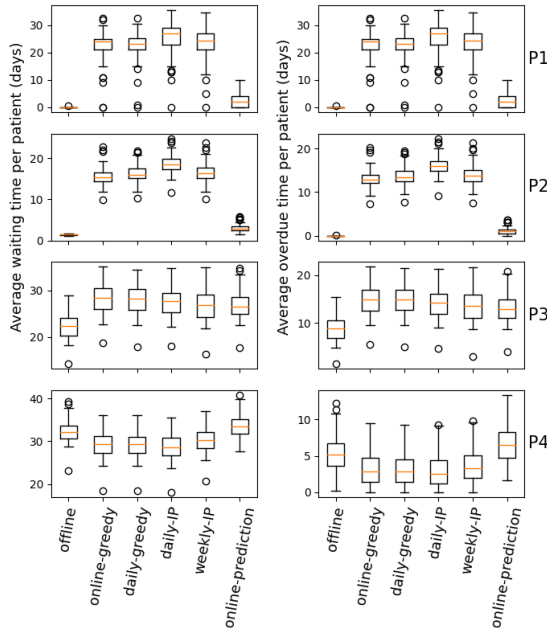 Average waiting time per patient (days)
Average overdue time per patient (days)
30
20
10
0
30
20
10
0
P1
20
10
0
20
10
0
P2
30
20
20
10
0
P3
40
30
20
10
5
0
P4
offline
online-greedy
daily-greedy
daily-IP
weekly-IP
online-prediction
offline
online-greedy
daily-greedy
daily-IP
weekly-IP
online-prediction